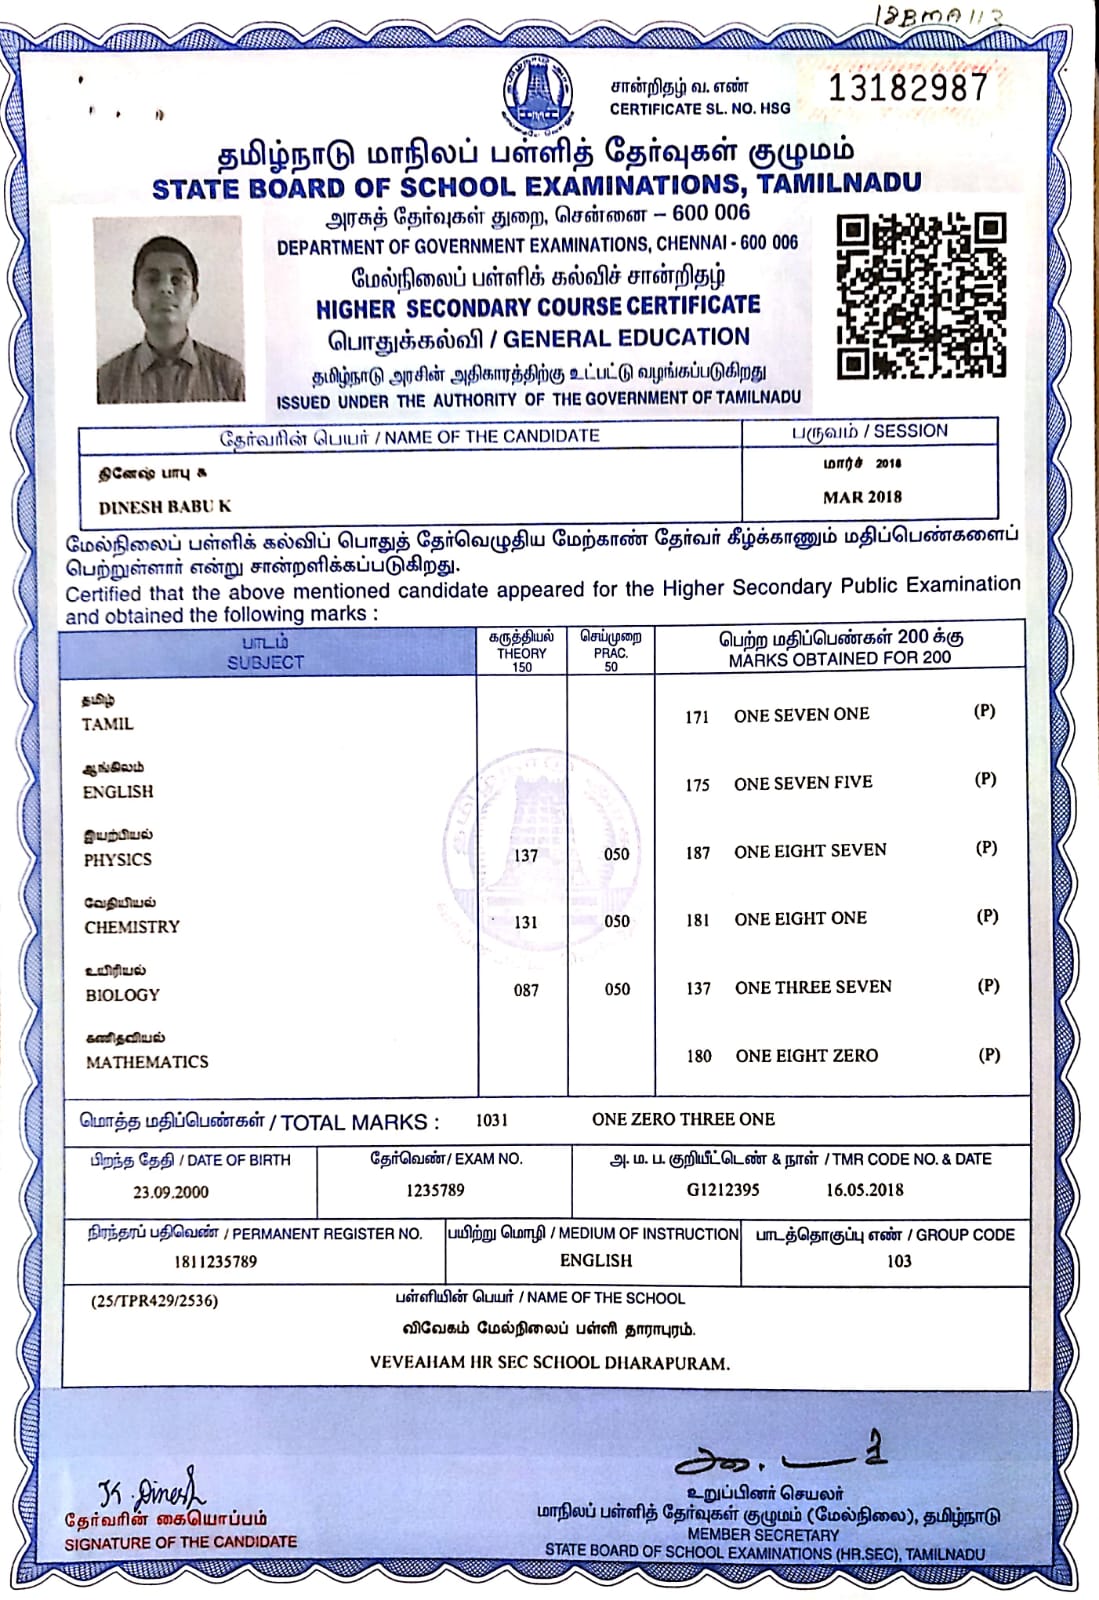 18BMA112
சான்றிதழ் வ. எண்
CERTIFICATE SL. NO. HSG
13182987
தமிழ்நாடு மாநிலப் பள்ளித் தேர்வுகள் குழுமம்
STATE BOARD OF SCHOOL EXAMINATIONS, TAMILNADU
அரசுத் தேர்வுகள் துறை, சென்னை – 600 006
DEPARTMENT OF GOVERNMENT EXAMINATIONS, CHENNAI - 600 006
மேல்நிலைப் பள்ளிக் கல்விச் சான்றிதழ்
HIGHER SECONDARY COURSE CERTIFICATE
பொதுக்கல்வி / GENERAL EDUCATION
தமிழ்நாடு அரசின் அதிகாரத்திற்கு உட்பட்டு வழங்கப்படுகிறது
ISSUED UNDER THE AUTHORITY OF THE GOVERNMENT OF TAMILNADU
தேர்வரின் பெயர் / NAME OF THE CANDIDATE பருவம் / SESSION
தினேஷ் பாபு க மார்ச் 2018
DINESH BABU K MAR 2018
மேல்நிலைப் பள்ளிக் கல்விப் பொதுத் தேர்வெழுதிய மேற்காண் தேர்வர் கீழ்க்காணும் மதிப்பெண்களைப்
பெற்றுள்ளார் என்று சான்றளிக்கப்படுகிறது.
Certified that the above mentioned candidate appeared for the Higher Secondary Public Examination
and obtained the following marks :
பாடம் கருத்தியல் செய்முறை பெற்ற மதிப்பெண்கள் 200 க்கு
SUBJECT THEORY PRAC. MARKS OBTAINED FOR 200
150 50
தமிழ்
TAMIL 171 ONE SEVEN ONE (P)
ஆங்கிலம்
ENGLISH 175 ONE SEVEN FIVE (P)
இயற்பியல்
PHYSICS 137 050 187 ONE EIGHT SEVEN (P)
வேதியியல்
CHEMISTRY 131 050 181 ONE EIGHT ONE (P)
உயிரியல்
BIOLOGY 087 050 137 ONE THREE SEVEN (P)
கணிதவியல்
MATHEMATICS 180 ONE EIGHT ZERO (P)
மொத்த மதிப்பெண்கள் / TOTAL MARKS : 1031 ONE ZERO THREE ONE
பிறந்த தேதி / DATE OF BIRTH தேர்வெண்/ EXAM NO. அ. ம. ப. குறியீட்டெண் & நாள் / TMR CODE NO. & DATE
23.09.2000 1235789 G1212395 16.05.2018
நிரந்தரப் பதிவெண் / PERMANENT REGISTER NO. பயிற்று மொழி / MEDIUM OF INSTRUCTION பாடத்தொகுப்பு எண் / GROUP CODE
1811235789 ENGLISH 103
(25/TPR429/2536) பள்ளியின் பெயர் / NAME OF THE SCHOOL
விவேகம் மேல்நிலைப் பள்ளி தாராபுரம்.
VEVEAHAM HR SEC SCHOOL DHARAPURAM.
K. Dinesh
தேர்வரின் கையொப்பம்
SIGNATURE OF THE CANDIDATE
உறுப்பினர் செயலர்
மாநிலப் பள்ளித் தேர்வுகள் குழுமம் (மேல்நிலை), தமிழ்நாடு
MEMBER SECRETARY
STATE BOARD OF SCHOOL EXAMINATIONS (HR.SEC), TAMILNADU